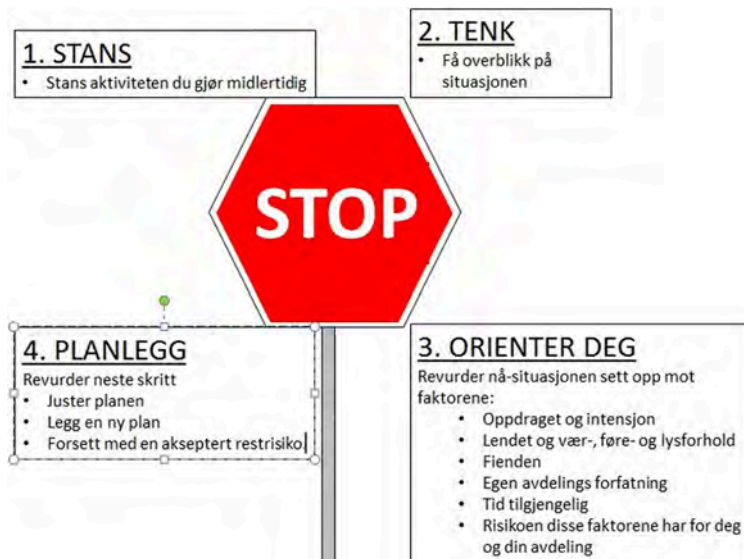 1. STANS
• Stans aktiviteten du gjør midlertidig
2. TENK
• Få overblikk på
situasjonen
STOP
3. ORIENTER DEG
Revurder nå-situasjonen sett opp mot
faktorene:
• Oppdraget og intensjon
• Lendet og vær-, føre- og lysforhold
• Fienden
• Egen avdelings forfatning
• Tid tilgjengelig
• Risikoen disse faktorene har for deg
og din avdeling
4. PLANLEGG
Revurder neste skritt
• Juster planen
• Legg en ny plan
• Forsett med en akseptert restrisiko.